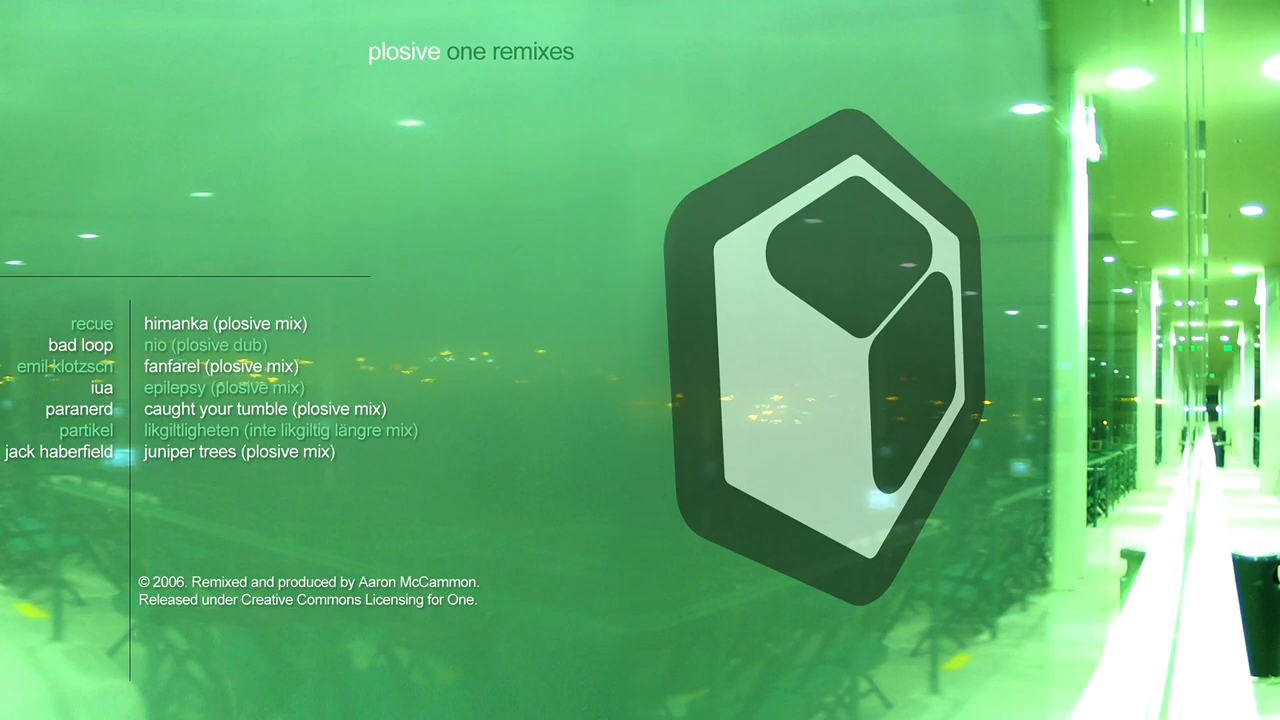 plosive one remixes
recue himanka (plosive mix)
bad loop nio (plosive dub)
emil klotzsch fanfarel (plosive mix)
iua epilepsy (plosive mix)
paranerd caught your tumble (plosive mix)
partikel likgiltligheten (inte likgiltig längre mix)
jack haberfield juniper trees (plosive mix)
© 2006. Remixed and produced by Aaron McCammon.
Released under Creative Commons Licensing for One.